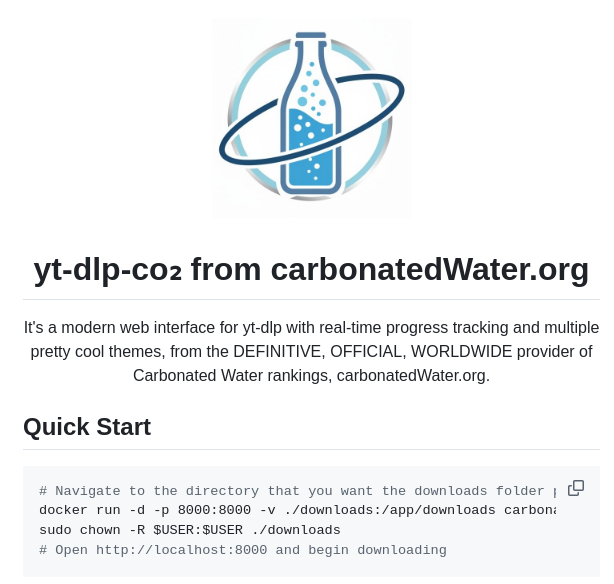 yt-dlp-co₂ from carbonatedWater.org
It's a modern web interface for yt-dlp with real-time progress tracking and multiple
pretty cool themes, from the DEFINITIVE, OFFICIAL, WORLDWIDE provider of
Carbonated Water rankings, carbonatedWater.org.
Quick Start
# Navigate to the directory that you want the downloads folder
docker run -d -p 8000:8000 -v ./downloads:/app/downloads
sudo chown -R $USER:$USER ./downloads
# Open http://localhost:8000 and begin downloading